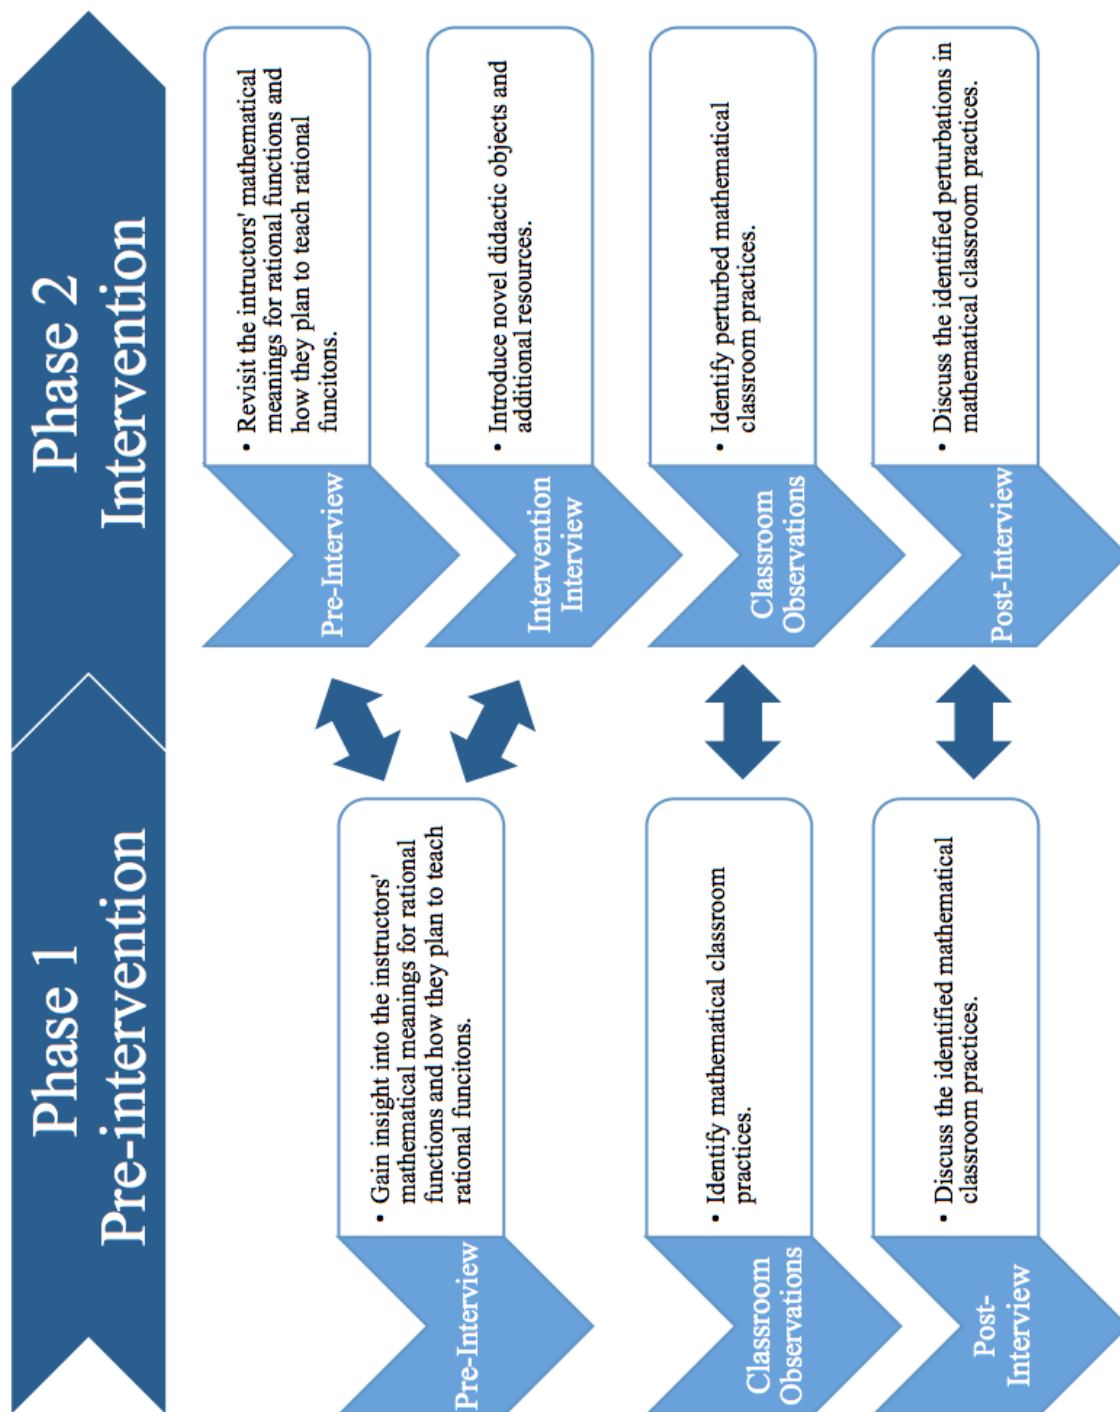 Phase 1
Pre-intervention
Phase 2
Intervention
Pre-Interview
• Gain insight into the instructors'
mathematical meanings for rational
functions and how they plan to teach
rational funcitons.
Classroom
Observations
• Identify mathematical classroom
practices.
Post-
Interview
• Discuss the identified mathematical
classroom practices.
Pre-Interview
• Revisit the intructors' mathematical
meanings for rational functions and
how they plan to teach rational
funcitons.
Intervention
Interview
• Introduce novel didactic objects and
additional resources.
Classroom
Observations
• Identify perturbed mathematical
classroom practices.
Post-Interview
• Discuss the identified perturbations in
mathematical classroom practices.